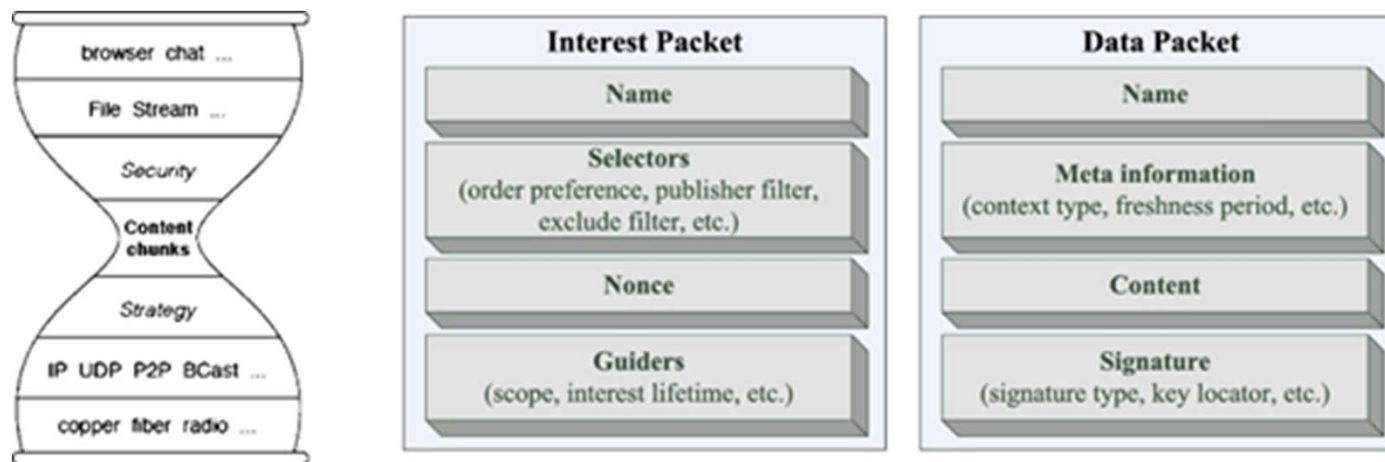 browser chat ...
File Stream ...
Security
Content
chunks
Strategy
IP UDP P2P BCast ...
copper fiber radio ...
Interest Packet
Name
Selectors
(order preference, publisher filter,
exclude filter, etc.)
Nonce
Guiders
(scope, interest lifetime, etc.)
Data Packet
Name
Meta information
(context type, freshness period, etc.)
Content
Signature
(signature type, key locator, etc.)